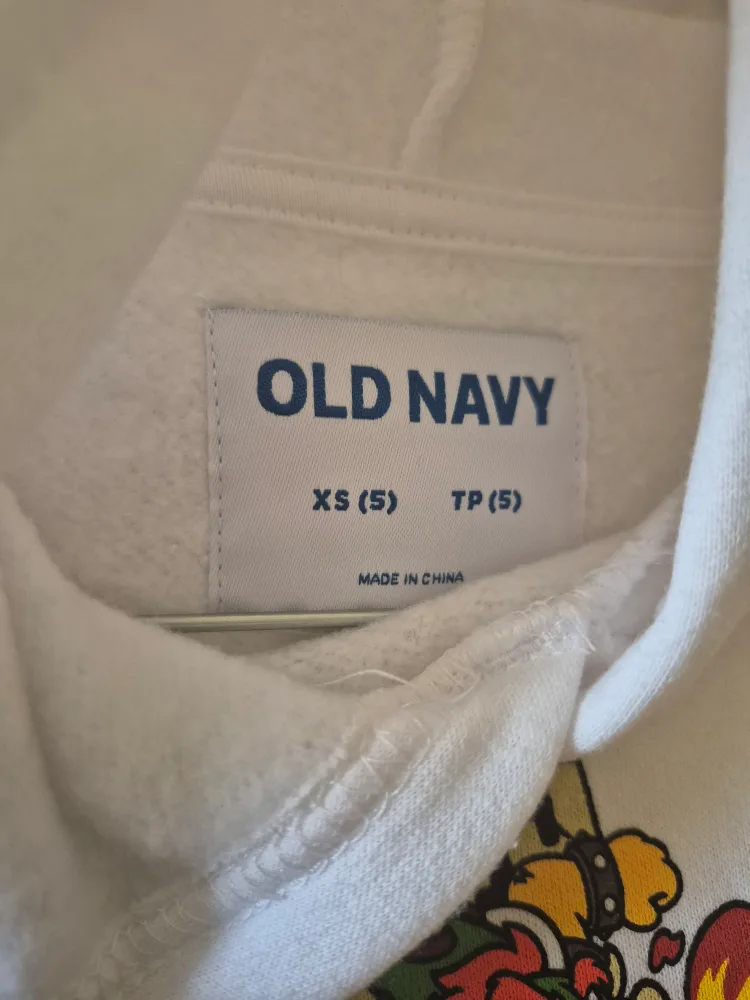 OLD NAVY
XS (5) TP (5)
MADE IN CHINA